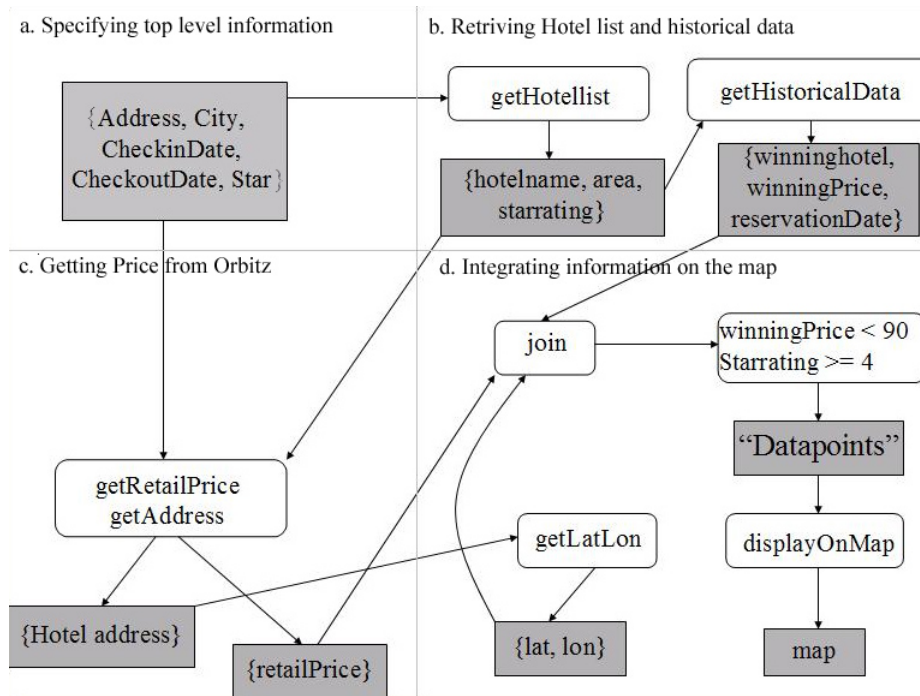 a. Specifying top level information
{Address, City,
CheckinDate,
CheckoutDate, Star}
b. Retriving Hotel list and historical data
getHotellist
getHistoricalData
{hotelname, area,
starrating}
{winninghotel,
winningPrice,
reservationDate}
c. Getting Price from Orbitz
getRetailPrice
getAddress
{Hotel address}
{retailPrice}
d. Integrating information on the map
join
winningPrice < 90
Starrating >= 4
“Datapoints”
getLatLon
displayOnMap
{lat, lon}
map